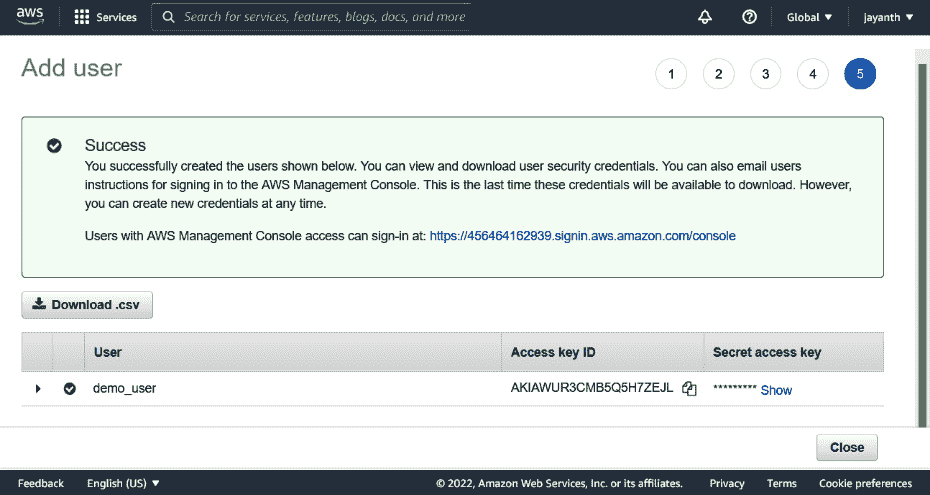 aws Services Search for services, features, blogs, docs, and more Global ▼ jayanth ▼
Add user
1 2 3 4 5
Success
You successfully created the users shown below. You can view and download user security credentials. You can also email users
instructions for signing in to the AWS Management Console. This is the last time these credentials will be available to download. However,
you can create new credentials at any time.
Users with AWS Management Console access can sign-in at: https://456464162939.signin.aws.amazon.com/console
Download .csv
User Access key ID Secret access key
demo_user AKIAWUR3CMB5Q5H7ZEJL ********* Show
Close
Feedback English (US) ▼ © 2022, Amazon Web Services, Inc. or its affiliates. Privacy Terms Cookie preferences